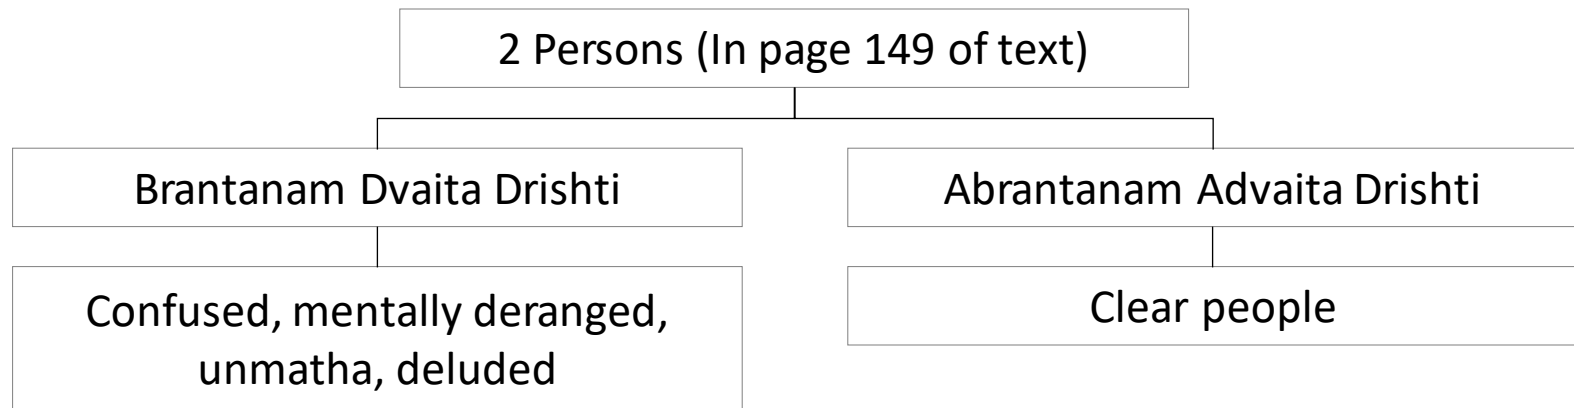 2 Persons (In page 149 of text)
Brantanam Dvaita Drishti
Abrantanam Advaita Drishti
Confused, mentally deranged,
unmatha, deluded
Clear people